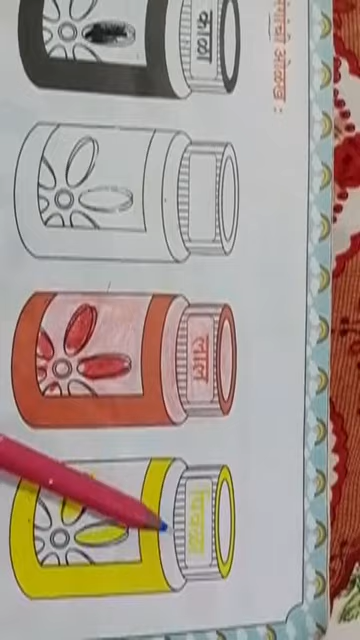 ओळख :
काळा
लाल
पिवळा